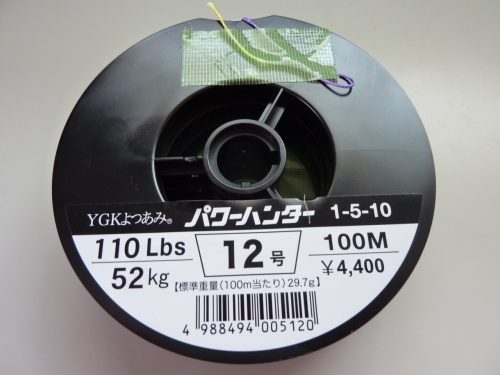 YGKよつあみ® パワーハンター 1-5-10
110Lbs 12号 100M
52kg ¥4,400
【標準重量(100m当たり)29.7g】
4 988494 005120